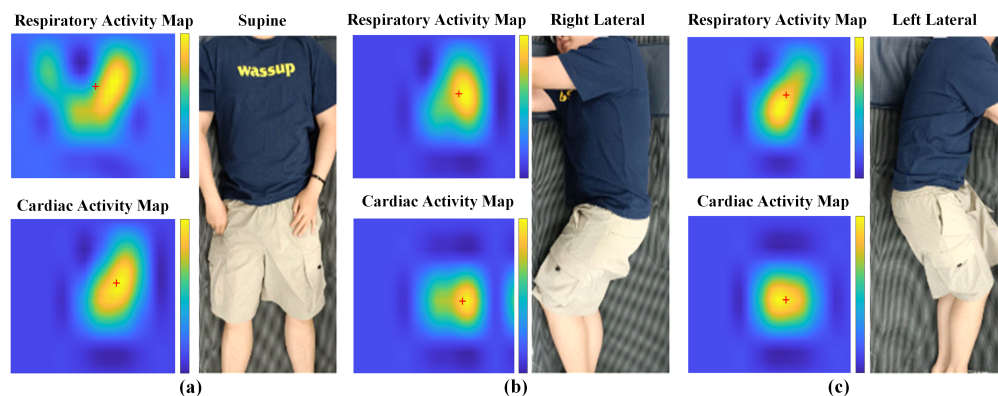 Respiratory Activity Map
Supine
wassup
Cardiac Activity Map
(a)
Respiratory Activity Map
Right Lateral
Cardiac Activity Map
(b)
Respiratory Activity Map
Left Lateral
Cardiac Activity Map
(c)